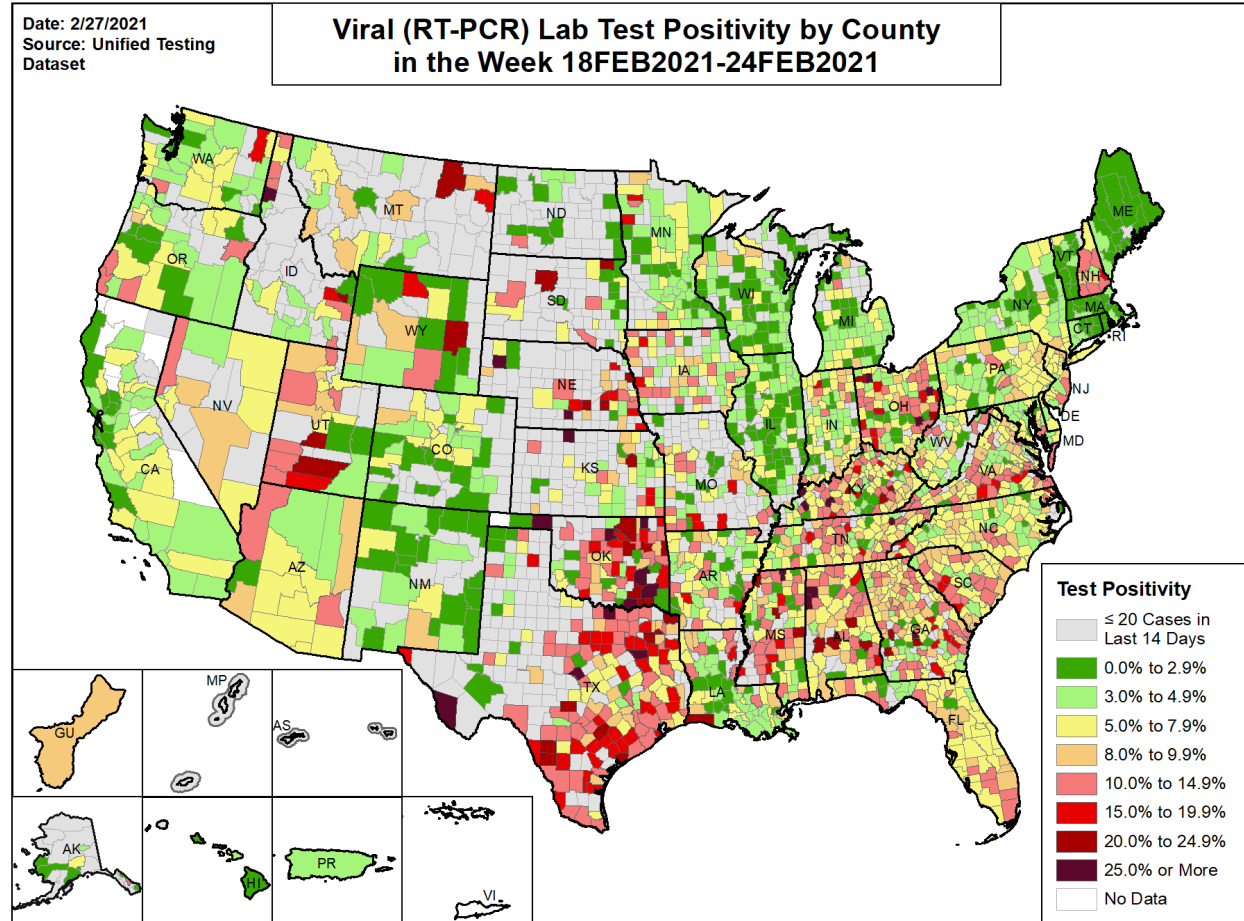 Date: 2/27/2021
Source: Unified Testing
Dataset
Viral (RT-PCR) Lab Test Positivity by County
in the Week 18FEB2021-24FEB2021
WA
MT
ND
MN
ME
OR
ID
WY
SD
WI
MI
VT
NH
NY
MA
CT
RI
NV
UT
CO
NE
IA
IL
IN
OH
PA
NJ
DE
MD
CA
KS
MO
WV
VA
KY
AZ
NM
OK
AR
TN
NC
SC
TX
LA
MS
AL
GA
FL
GU
MP
AS
AK
HI
PR
VI
Test Positivity
≤ 20 Cases in
Last 14 Days
0.0% to 2.9%
3.0% to 4.9%
5.0% to 7.9%
8.0% to 9.9%
10.0% to 14.9%
15.0% to 19.9%
20.0% to 24.9%
25.0% or More
No Data